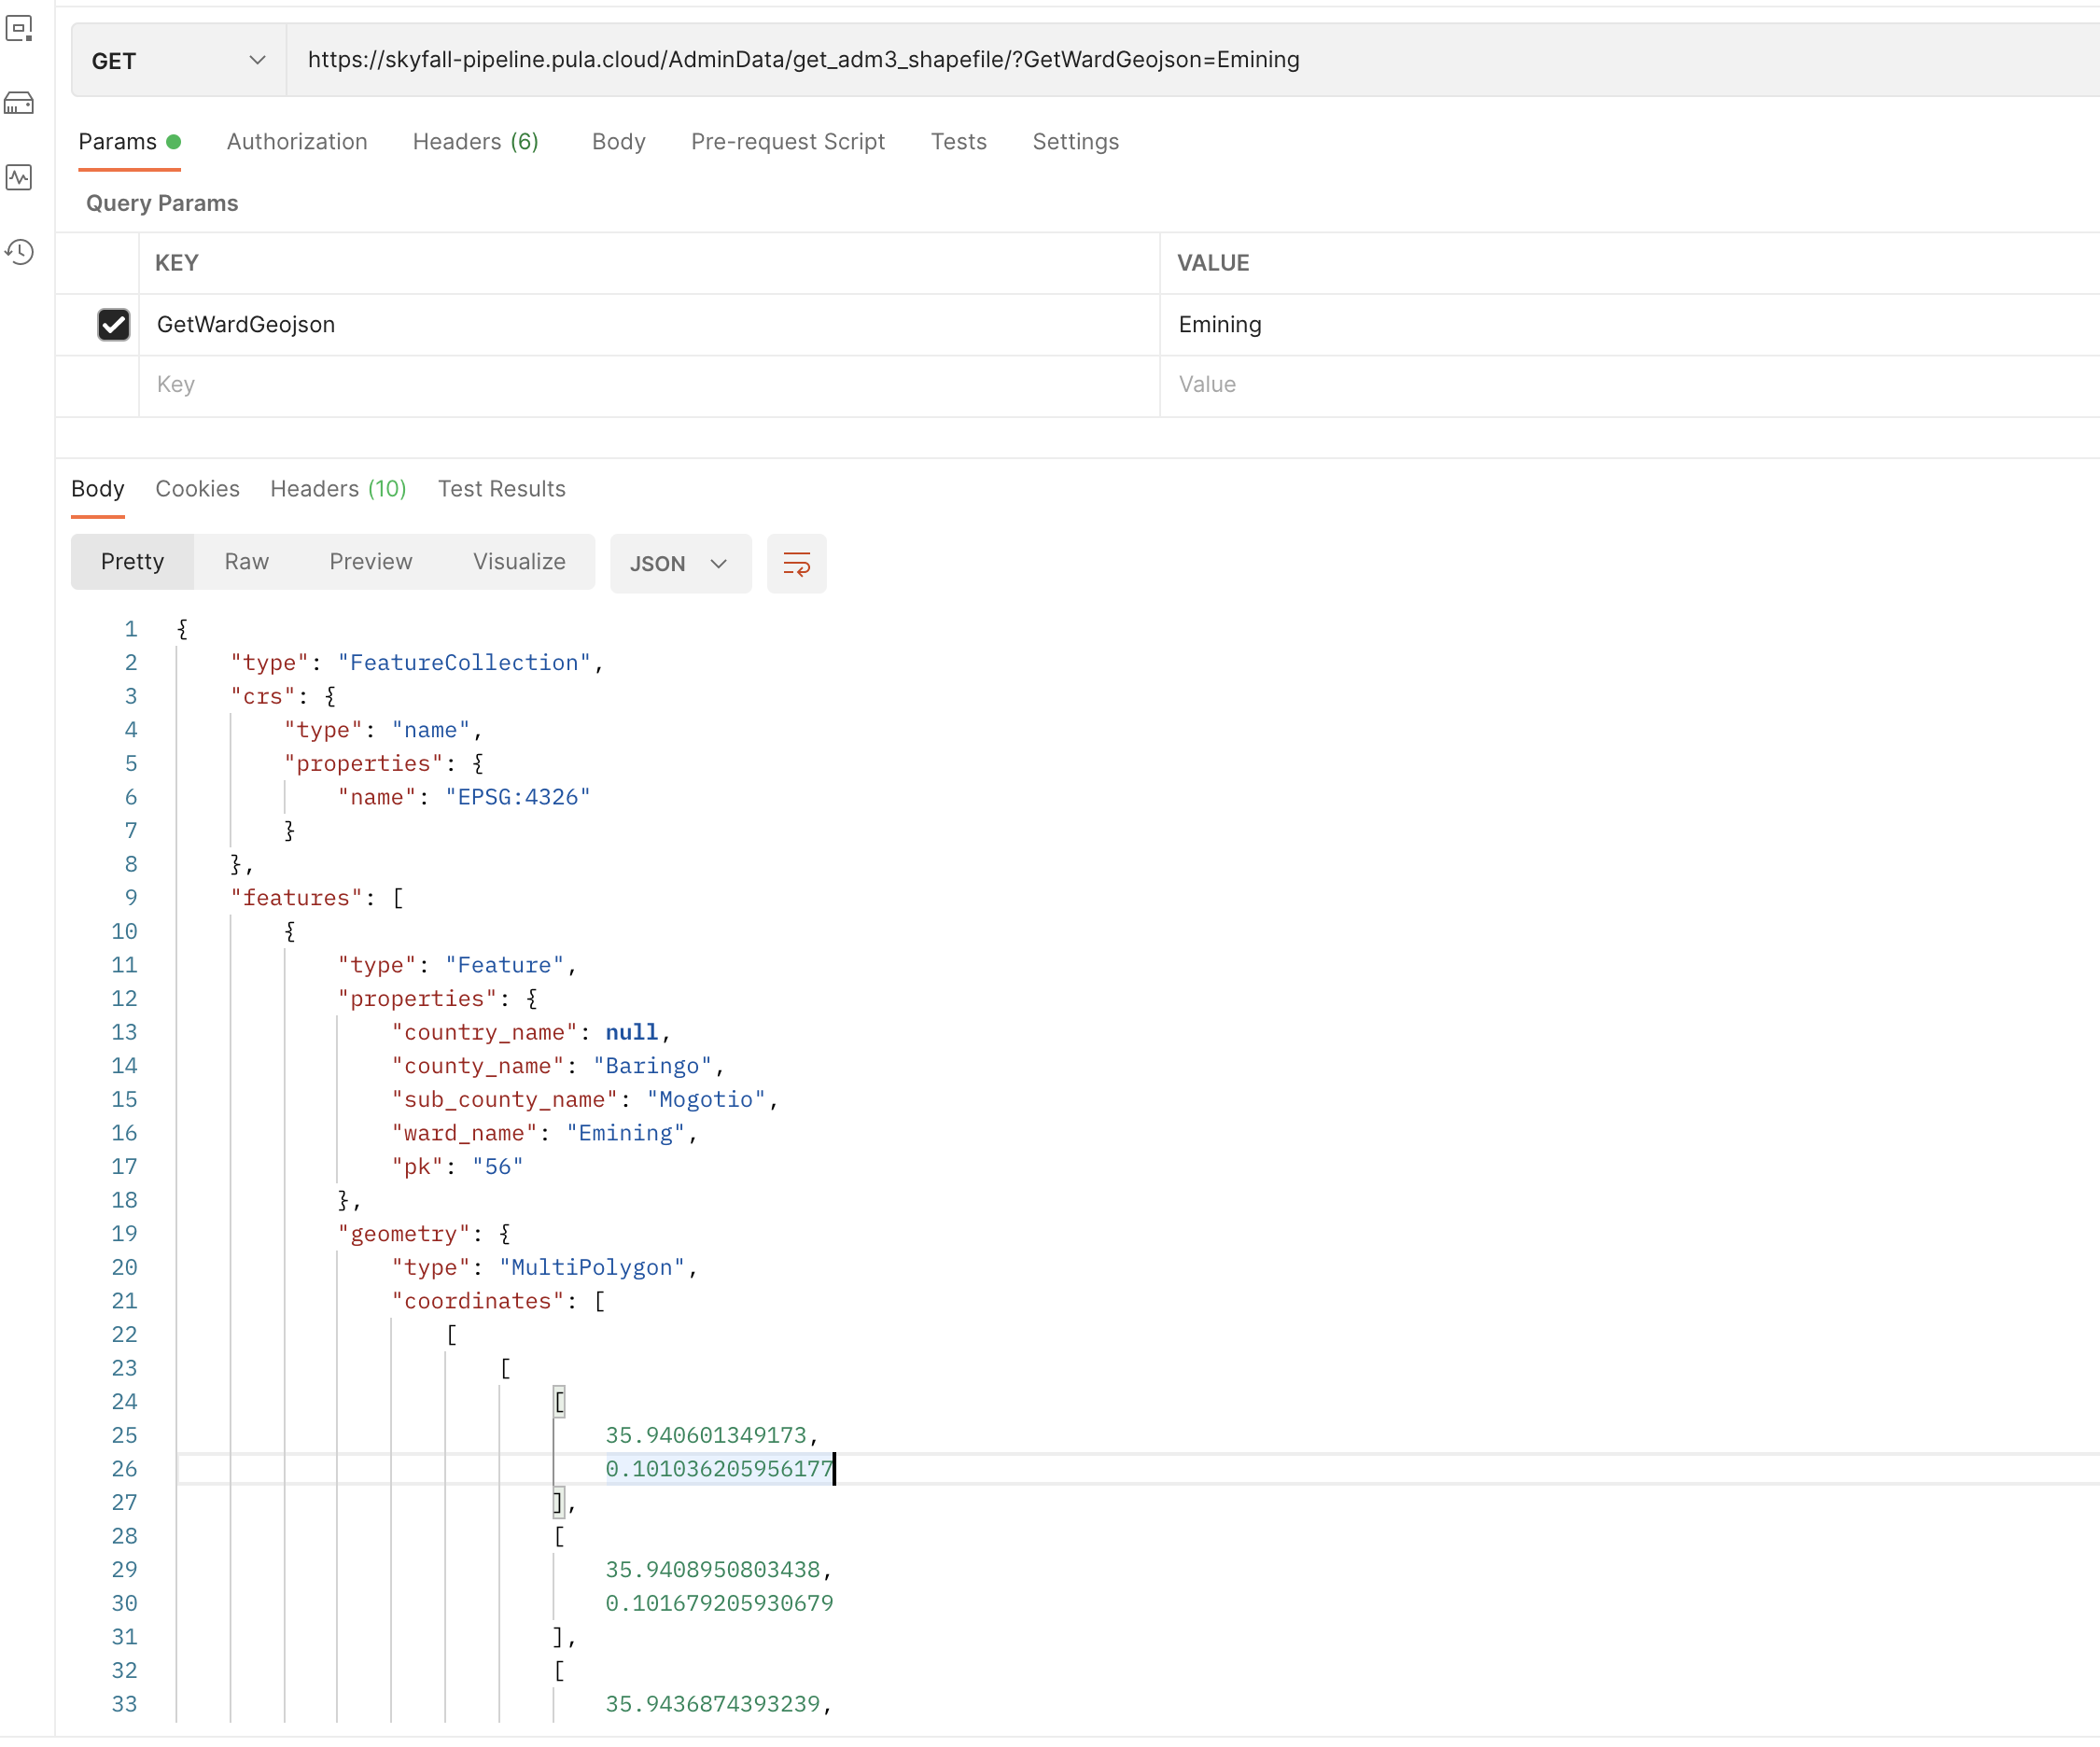 GET https://skyfall-pipeline.pula.cloud/AdminData/get_adm3_shapefile/?GetWardGeojson=Emining
Params Authorization Headers (6) Body Pre-request Script Tests Settings
Query Params
KEY VALUE
GetWardGeojson Emining
Key Value
Body Cookies Headers (10) Test Results
Pretty Raw Preview Visualize JSON
1 {
2 "type": "FeatureCollection",
3 "crs": {
4 "type": "name",
5 "properties": {
6 "name": "EPSG:4326"
7 }
8 },
9 "features": [
10 {
11 "type": "Feature",
12 "properties": {
13 "country_name": null,
14 "county_name": "Baringo",
15 "sub_county_name": "Mogotio",
16 "ward_name": "Emining",
17 "pk": "56"
18 },
19 "geometry": {
20 "type": "MultiPolygon",
21 "coordinates": [
22 [
23 [
24 [
25 35.940601349173,
26 0.101036205956177
27 ],
28 [
29 35.9408950803438,
30 0.101679205930679
31 ],
32 [
33 35.9436874393239,